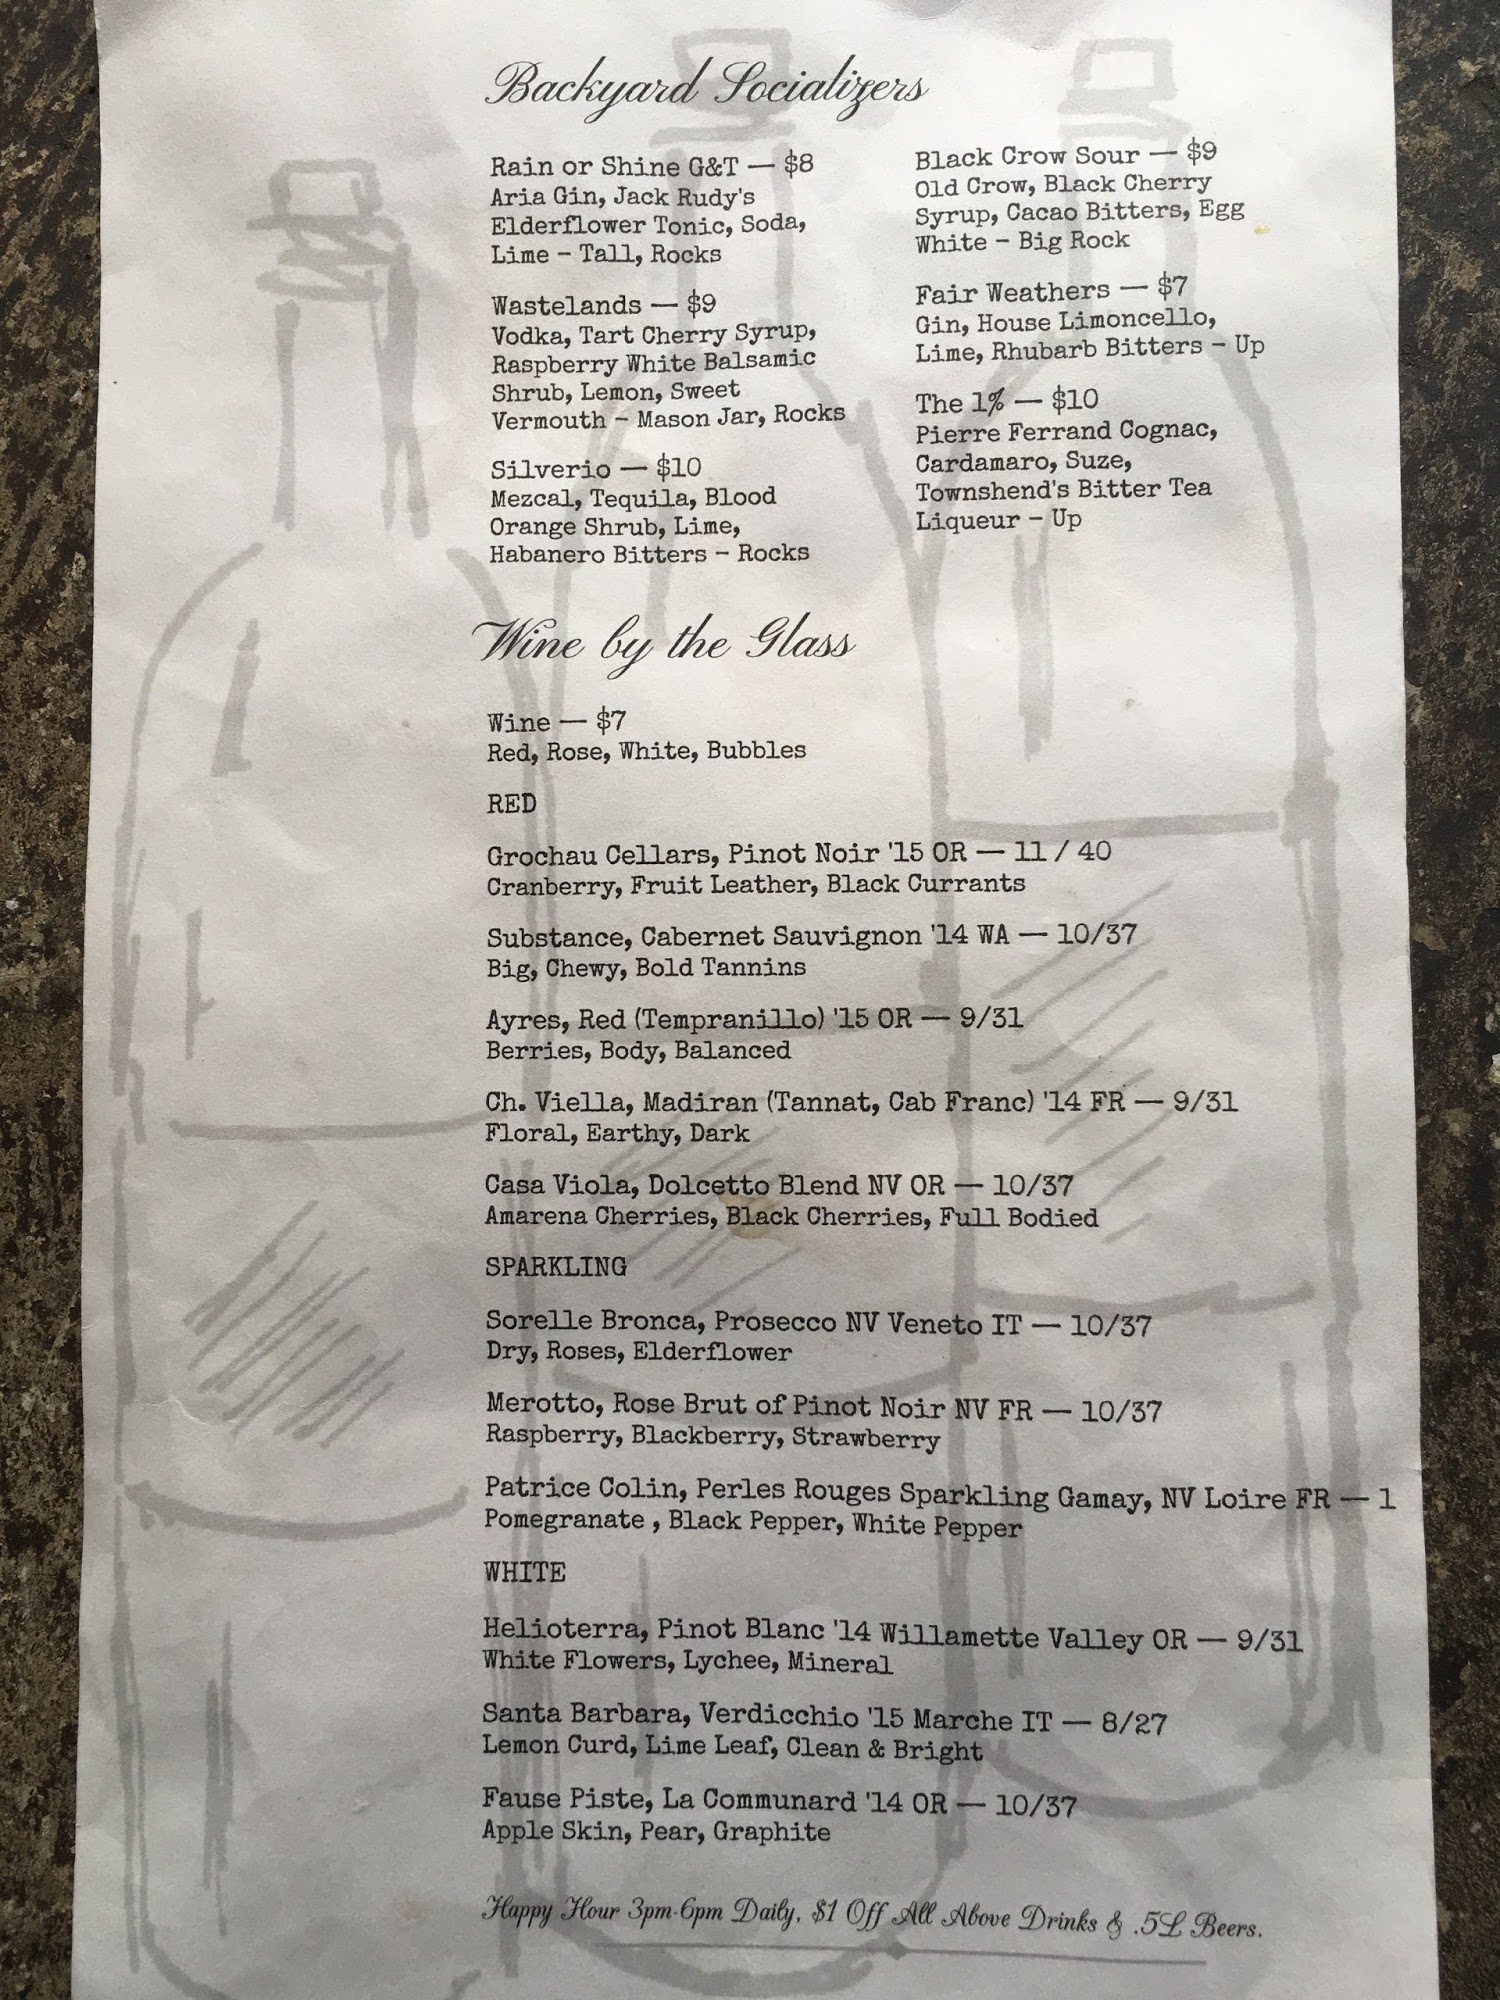 Backyard Socializers
Rain or Shine G&T — $8
Aria Gin, Jack Rudy's
Elderflower Tonic, Soda,
Lime - Tall, Rocks
Wastelands — $9
Vodka, Tart Cherry Syrup,
Raspberry White Balsamic
Shrub, Lemon, Sweet
Vermouth - Mason Jar, Rocks
Silverio — $10
Mezcal, Tequila, Blood
Orange Shrub, Lime,
Habanero Bitters - Rocks
Black Crow Sour — $9
Old Crow, Black Cherry
Syrup, Cacao Bitters, Egg
White - Big Rock
Fair Weathers — $7
Gin, House Limoncello,
Lime, Rhubarb Bitters - Up
The 1% — $10
Pierre Ferrand Cognac,
Cardamaro, Suze,
Townshend's Bitter Tea
Liqueur - Up
Wine by the Glass
Wine — $7
Red, Rose, White, Bubbles
RED
Grochau Cellars, Pinot Noir '15 OR — 11 / 40
Cranberry, Fruit Leather, Black Currants
Substance, Cabernet Sauvignon '14 WA — 10/37
Big, Chewy, Bold Tannins
Ayres, Red (Tempranillo) '15 OR — 9/31
Berries, Body, Balanced
Ch. Viella, Madiran (Tannat, Cab Franc) '14 FR — 9/31
Floral, Earthy, Dark
Casa Viola, Dolcetto Blend NV OR — 10/37
Amarena Cherries, Black Cherries, Full Bodied
SPARKLING
Sorelle Bronca, Prosecco NV Veneto IT — 10/37
Dry, Roses, Elderflower
Merotto, Rose Brut of Pinot Noir NV FR — 10/37
Raspberry, Blackberry, Strawberry
Patrice Colin, Perles Rouges Sparkling Gamay, NV Loire FR — 1
Pomegranate , Black Pepper, White Pepper
WHITE
Helioterra, Pinot Blanc '14 Willamette Valley OR — 9/31
White Flowers, Lychee, Mineral
Santa Barbara, Verdicchio '15 Marche IT — 8/27
Lemon Curd, Lime Leaf, Clean & Bright
Fause Piste, La Communard '14 OR — 10/37
Apple Skin, Pear, Graphite
Happy Hour 3pm-6pm Daily, $1 Off All Above Drinks & .5L Beers.